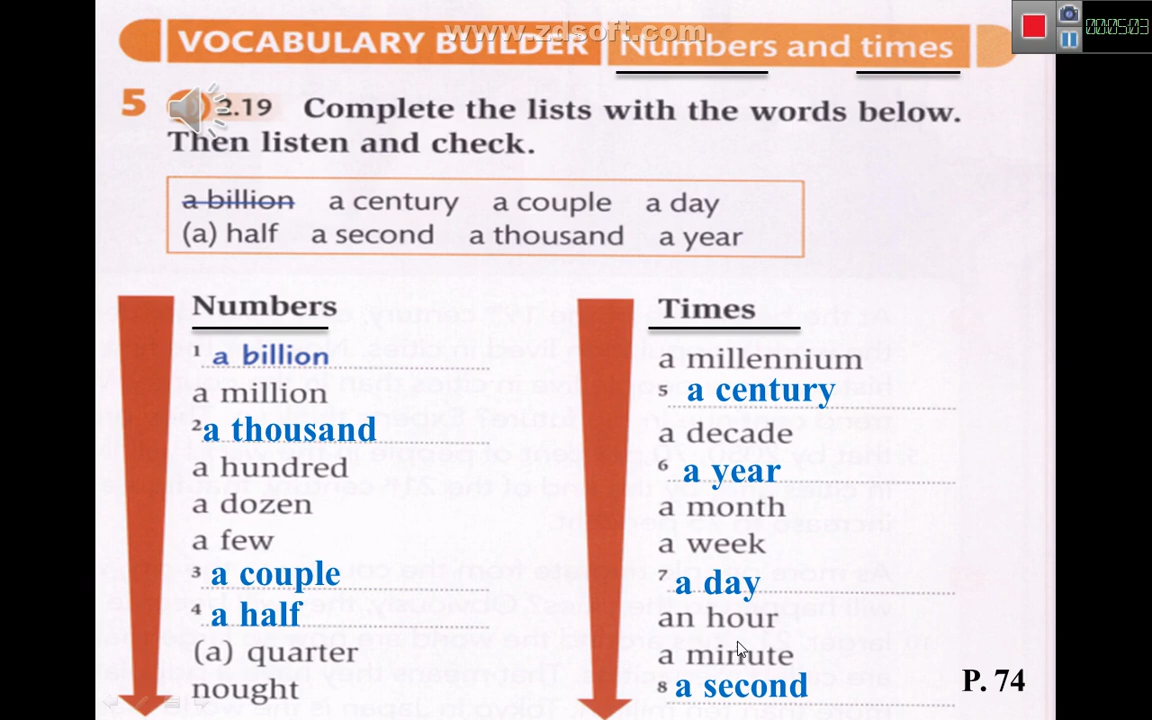 www.zdsoft.com
VOCABULARY BUILDER Numbers and times
00:05:03
5 2.19 Complete the lists with the words below.
Then listen and check.
a billion a century a couple a day
(a) half a second a thousand a year
Numbers
1 a billion
a million
2 a thousand
a hundred
a dozen
a few
3 a couple
4 a half
(a) quarter
nought
Times
a millennium
5 a century
a decade
6 a year
a month
a week
7 a day
an hour
a minute
8 a second
P. 74